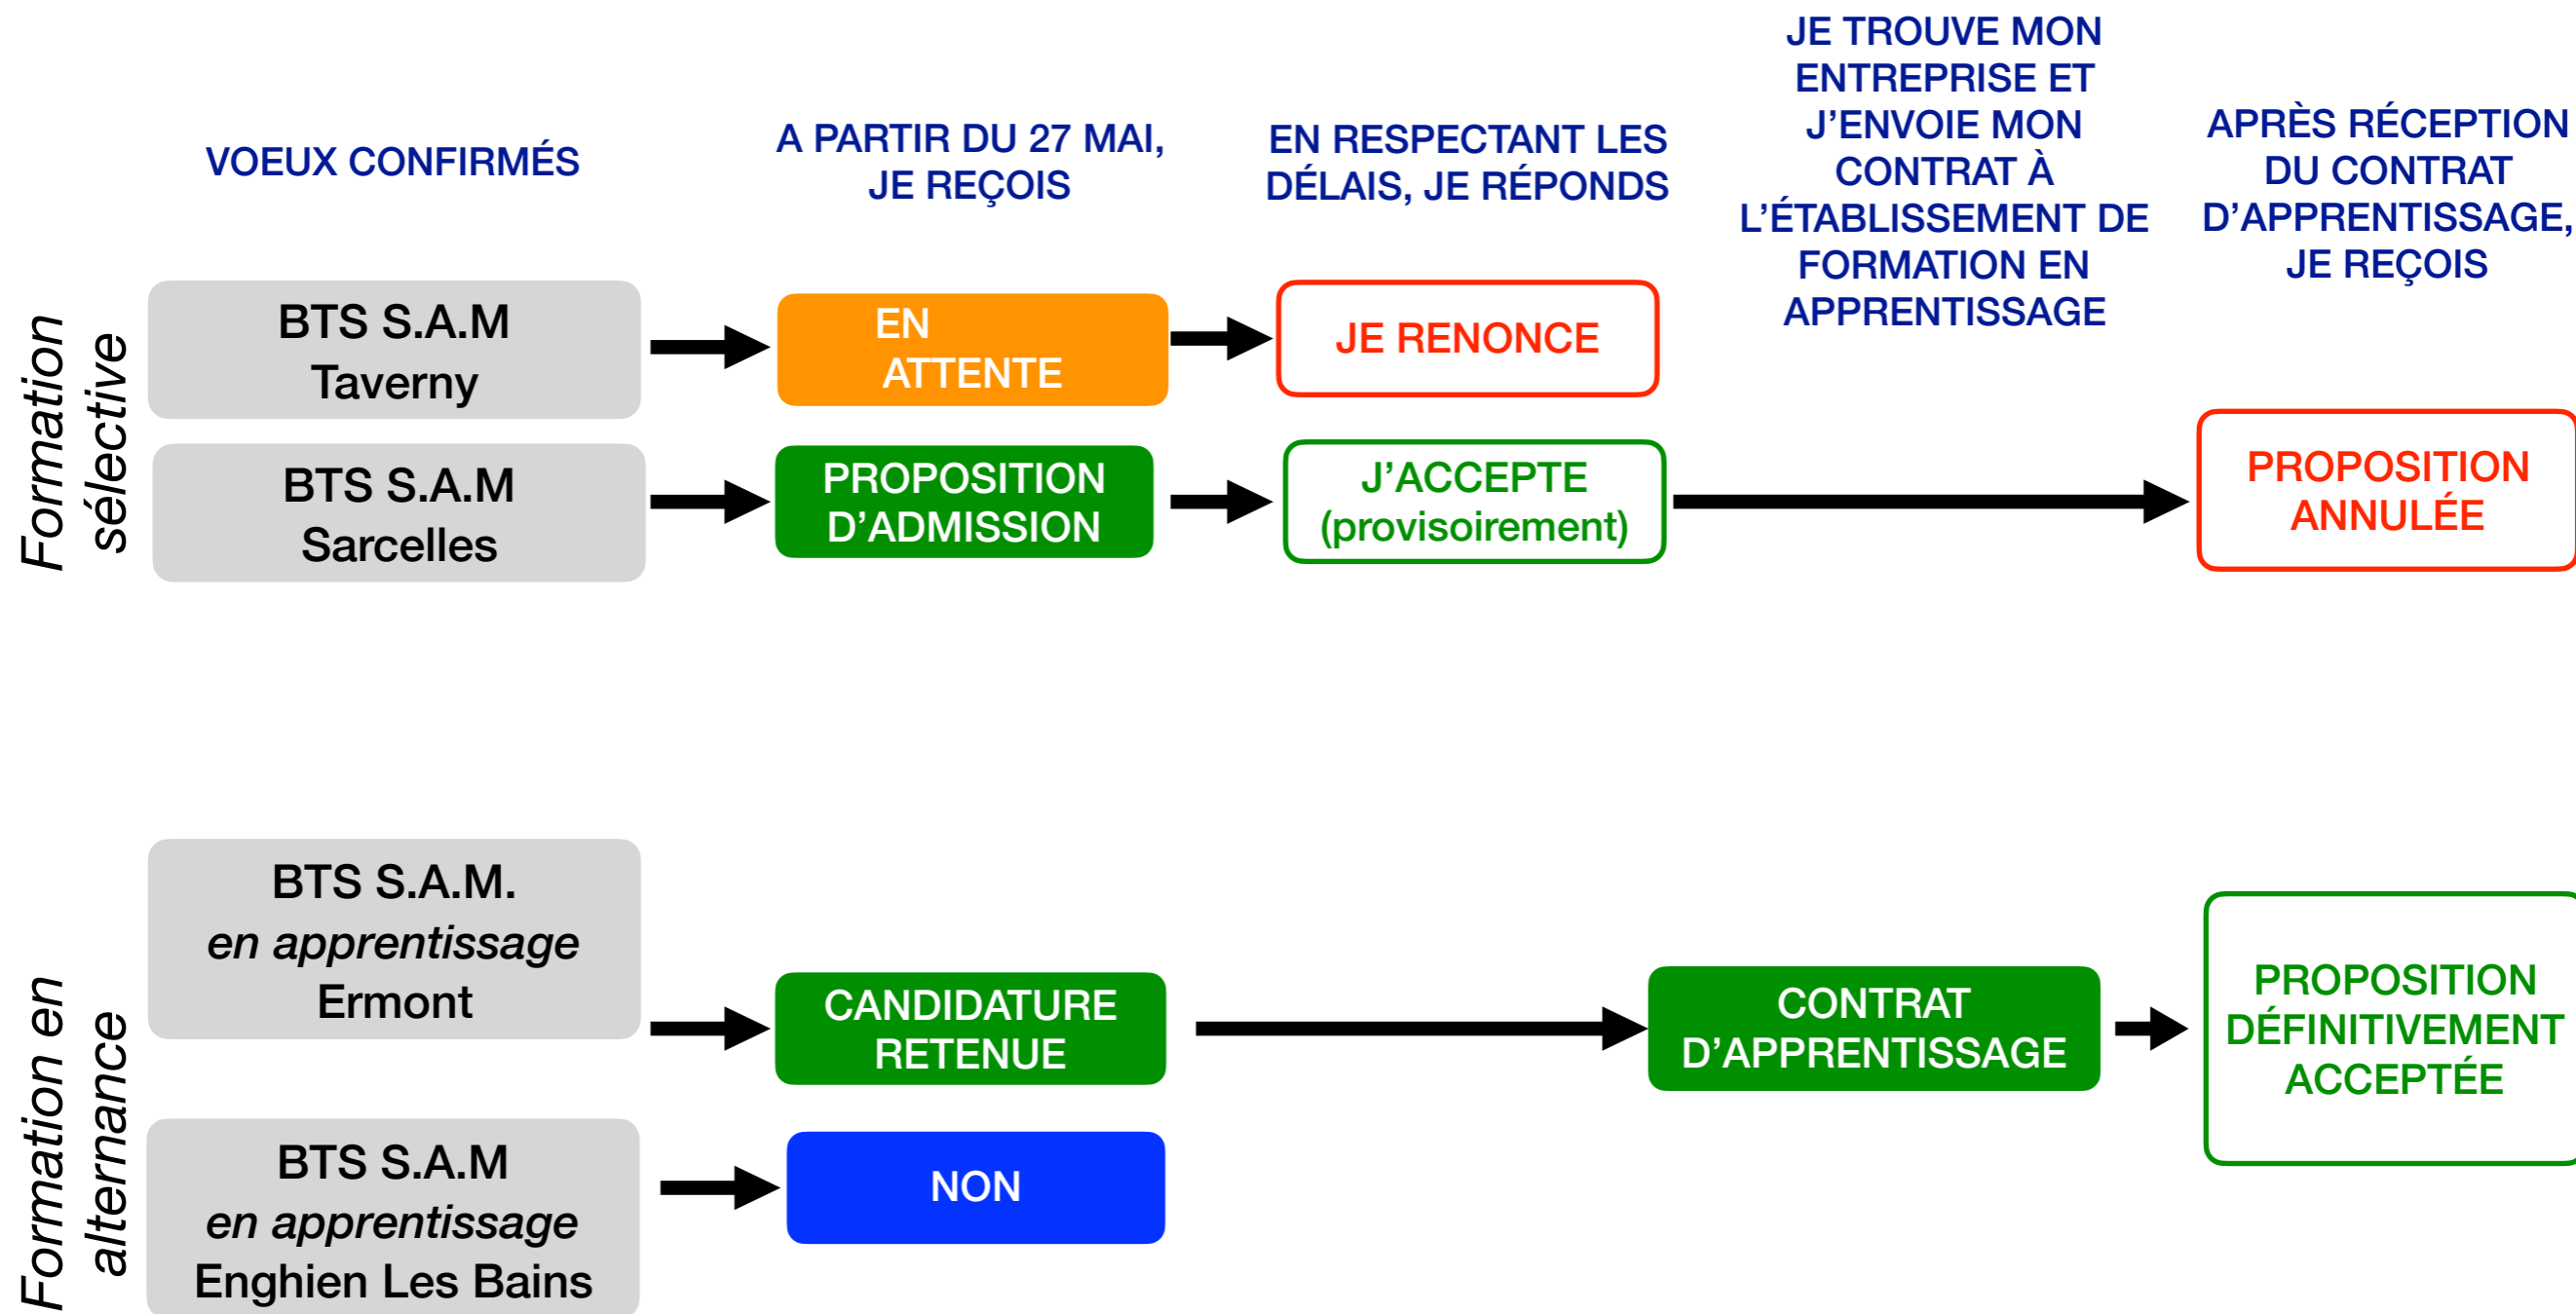 VOEUX CONFIRMÉS
A PARTIR DU 27 MAI,
JE REÇOIS
EN RESPECTANT LES
DÉLAIS, JE RÉPONDS
JE TROUVE MON
ENTREPRISE ET
J’ENVOIE MON
CONTRAT À
L’ÉTABLISSEMENT DE
FORMATION EN
APPRENTISSAGE
APRÈS RÉCEPTION
DU CONTRAT
D’APPRENTISSAGE,
JE REÇOIS
Formation
sélective
BTS S.A.M
Taverny
EN
ATTENTE
JE RENONCE
BTS S.A.M
Sarcelles
PROPOSITION
D’ADMISSION
J’ACCEPTE
(provisoirement)
PROPOSITION
ANNULÉE
Formation en
alternance
BTS S.A.M.
en apprentissage
Ermont
CANDIDATURE
RETENUE
CONTRAT
D’APPRENTISSAGE
PROPOSITION
DÉFINITIVEMENT
ACCEPTÉE
BTS S.A.M
en apprentissage
Enghien Les Bains
NON